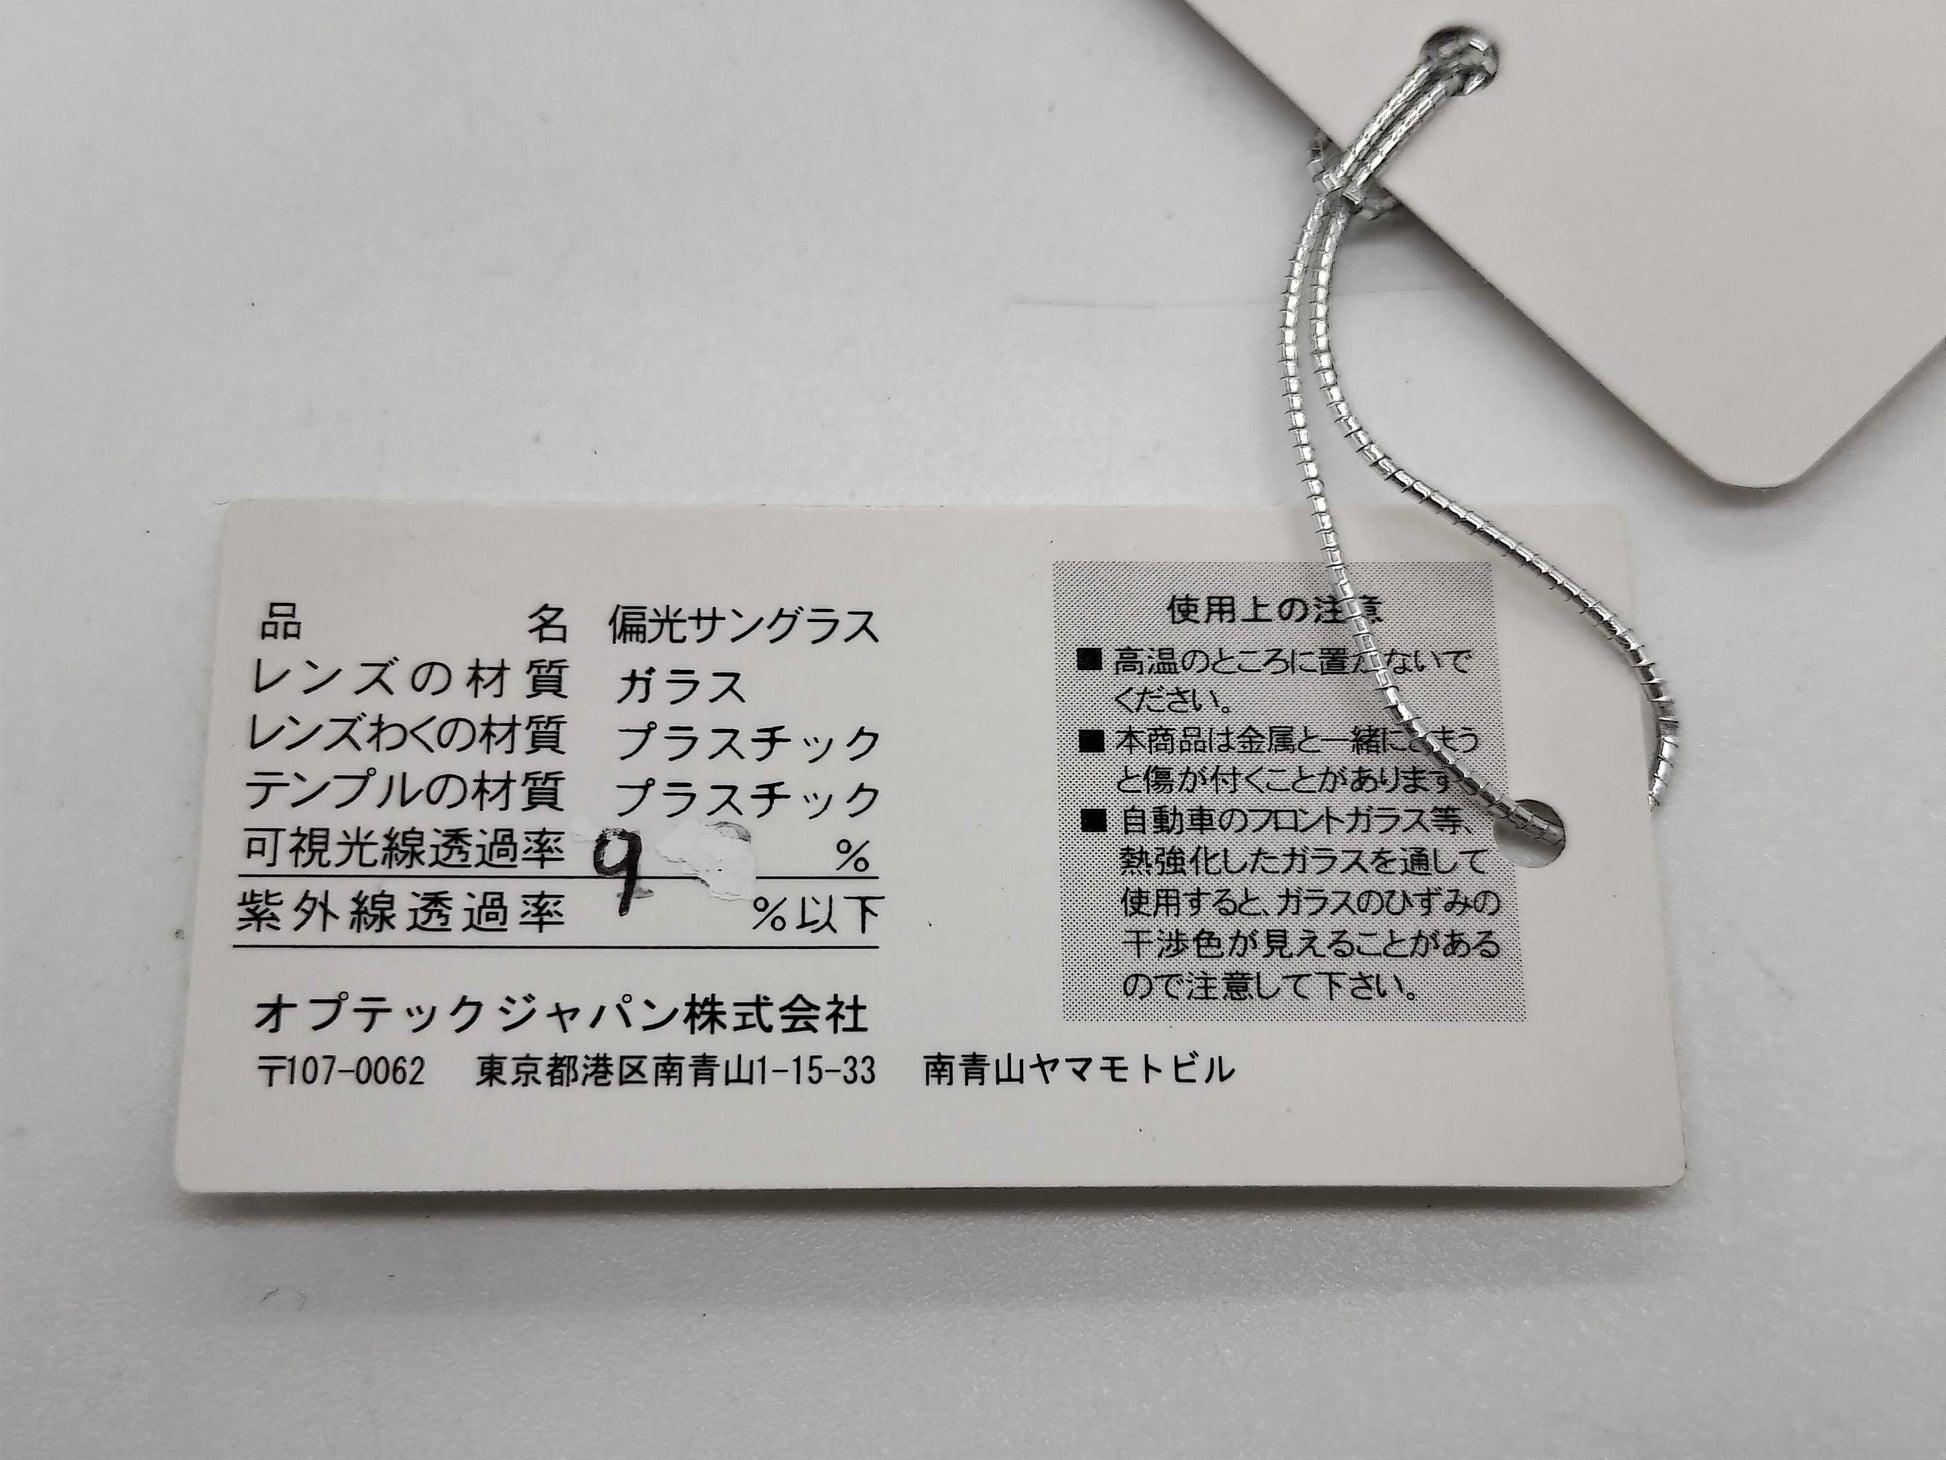 品名 偏光サングラス
レンズの材質 ガラス
レンズわくの材質 プラスチック
テンプルの材質 プラスチック
可視光線透過率 9 %
紫外線透過率 %以下
オプテックジャパン株式会社
〒107-0062 東京都港区南青山1-15-33 南青山ヤマモトビル
使用上の注意
■高温のところに置かないで
ください。
■本商品は金属と一緒にしまう
と傷が付くことがあります。
■自動車のフロントガラス等、
熱強化したガラスを通して
使用すると、ガラスのひずみの
干渉色が見えることがある
ので注意して下さい。